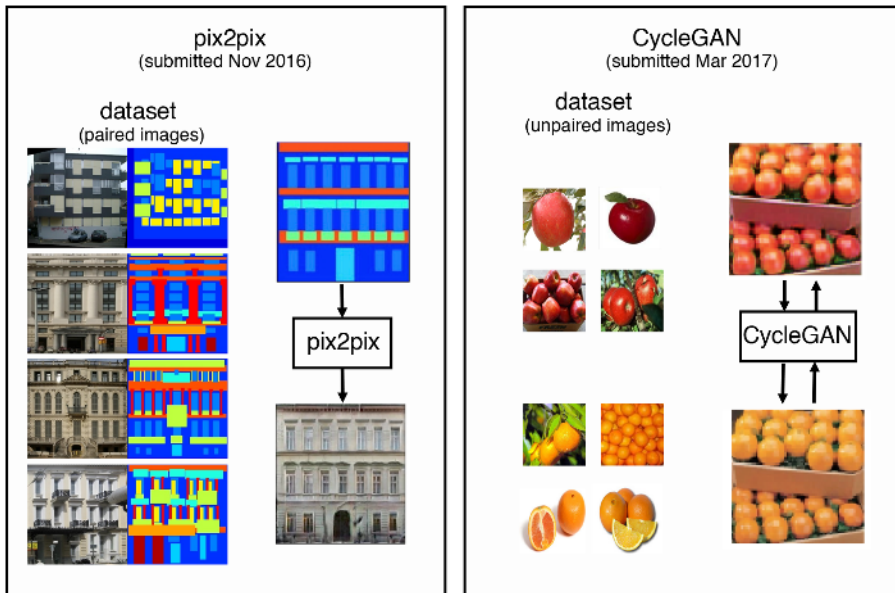 pix2pix
(submitted Nov 2016)
dataset
(paired images)
pix2pix
CycleGAN
(submitted Mar 2017)
dataset
(unpaired images)
CycleGAN